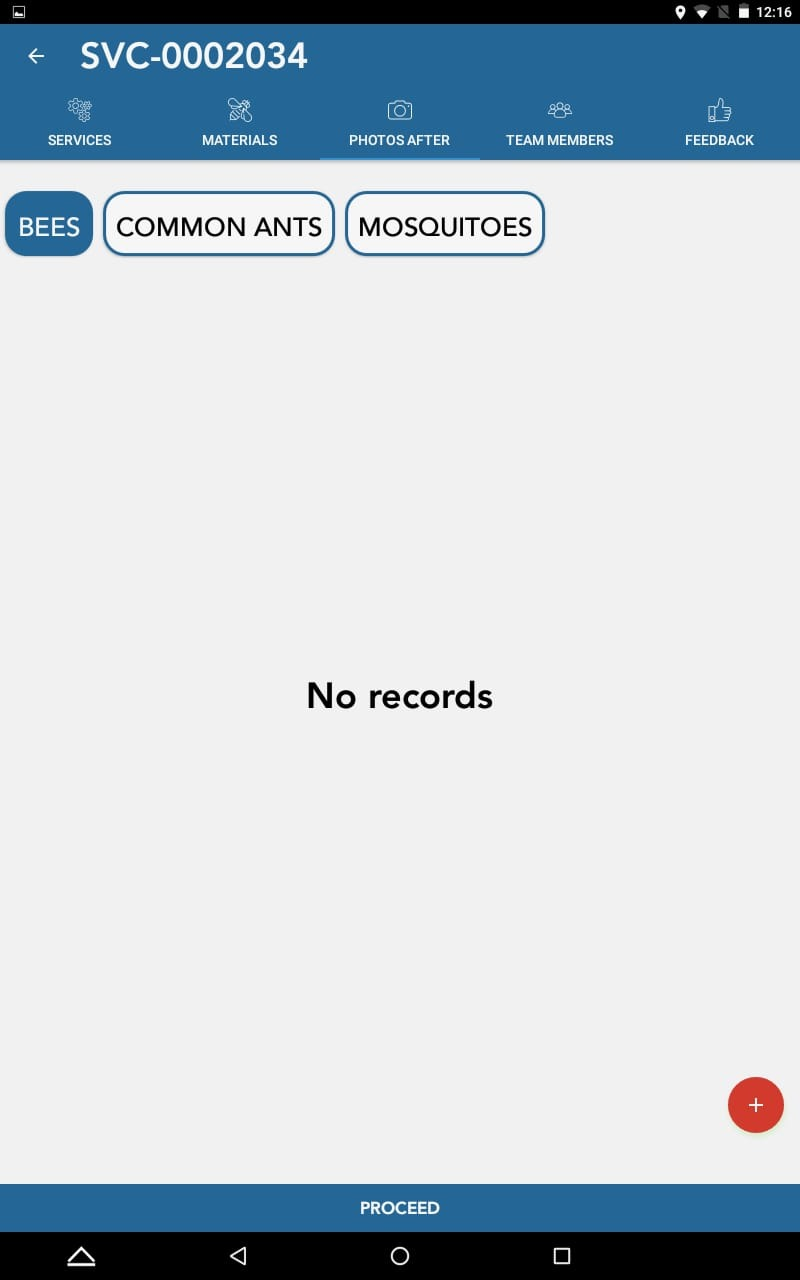 12:16
SVC-0002034
SERVICES MATERIALS PHOTOS AFTER TEAM MEMBERS FEEDBACK
BEES COMMON ANTS MOSQUITOES
No records
+
PROCEED